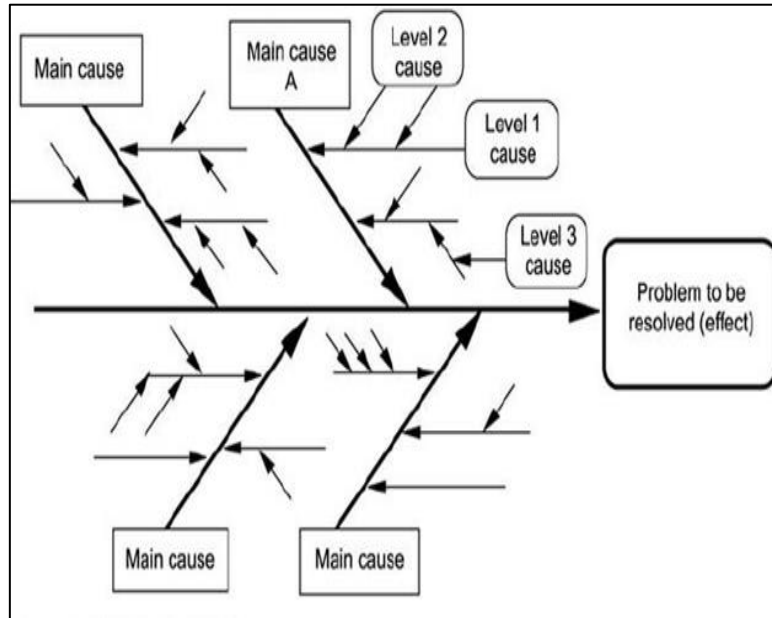 Main cause
Main cause
A
Level 2
cause
Level 1
cause
Level 3
cause
Problem to be
resolved (effect)
Main cause
Main cause